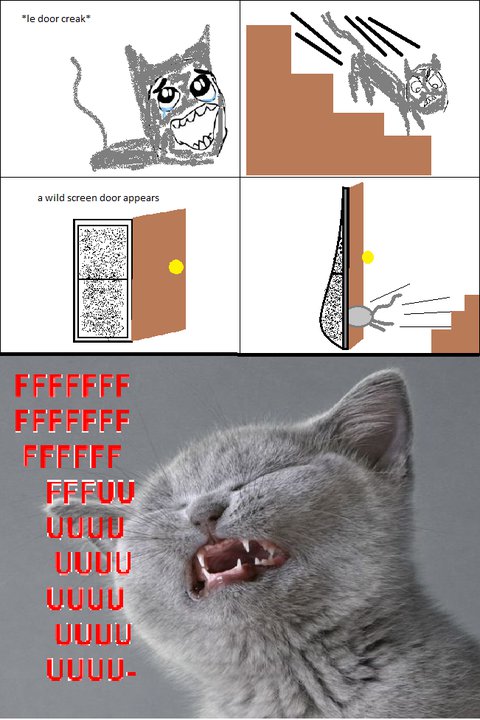 *le door creak*
a wild screen door appears
FFFFFFF
FFFFFFF
FFFFFF
FFFUU
UUUU
UUUU
UUUU
UUUU
UUUU-